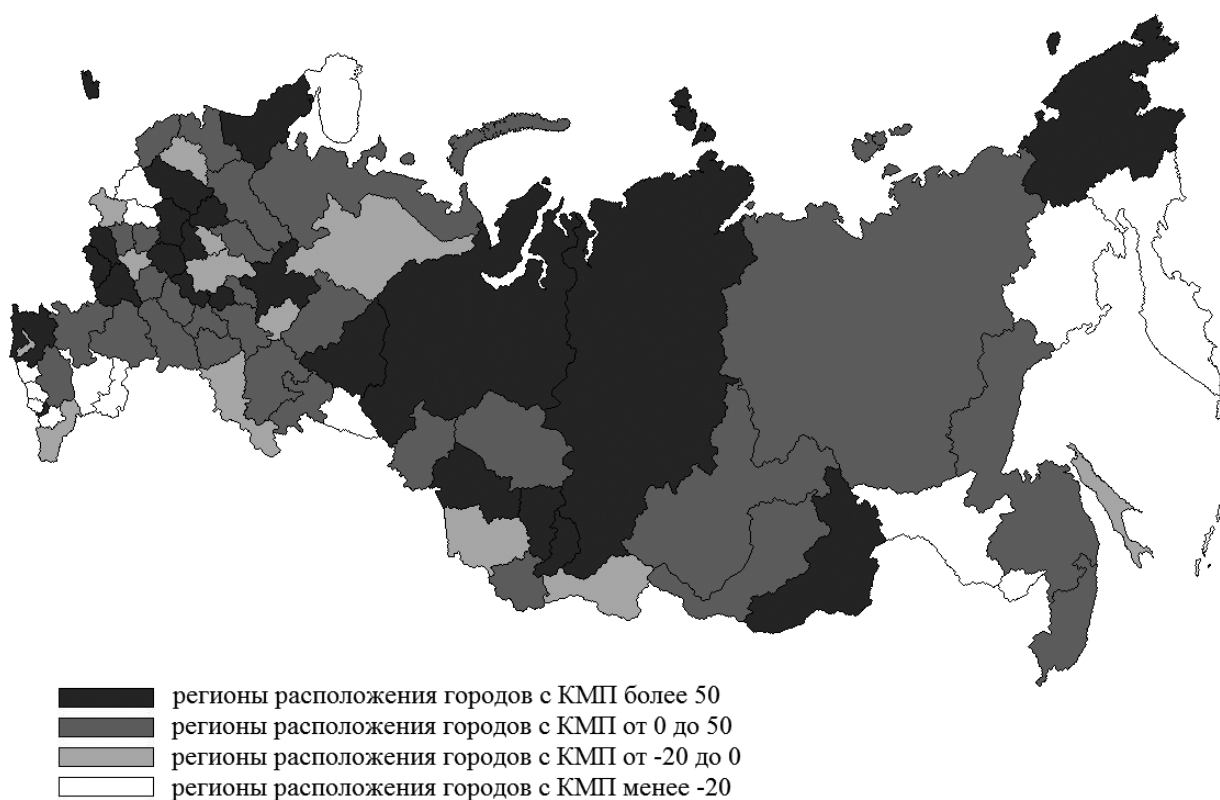 регионы расположения городов с КМП более 50
регионы расположения городов с КМП от 0 до 50
регионы расположения городов с КМП от -20 до 0
регионы расположения городов с КМП менее -20